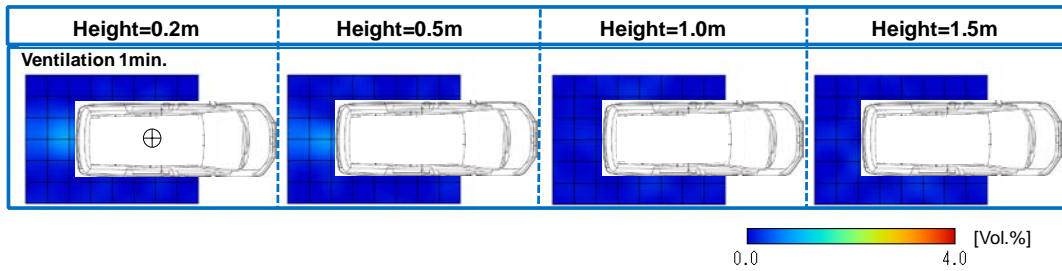 Height=0.2m
Height=0.5m
Height=1.0m
Height=1.5m
Ventilation 1min.
[Vol.%]
0.0
4.0